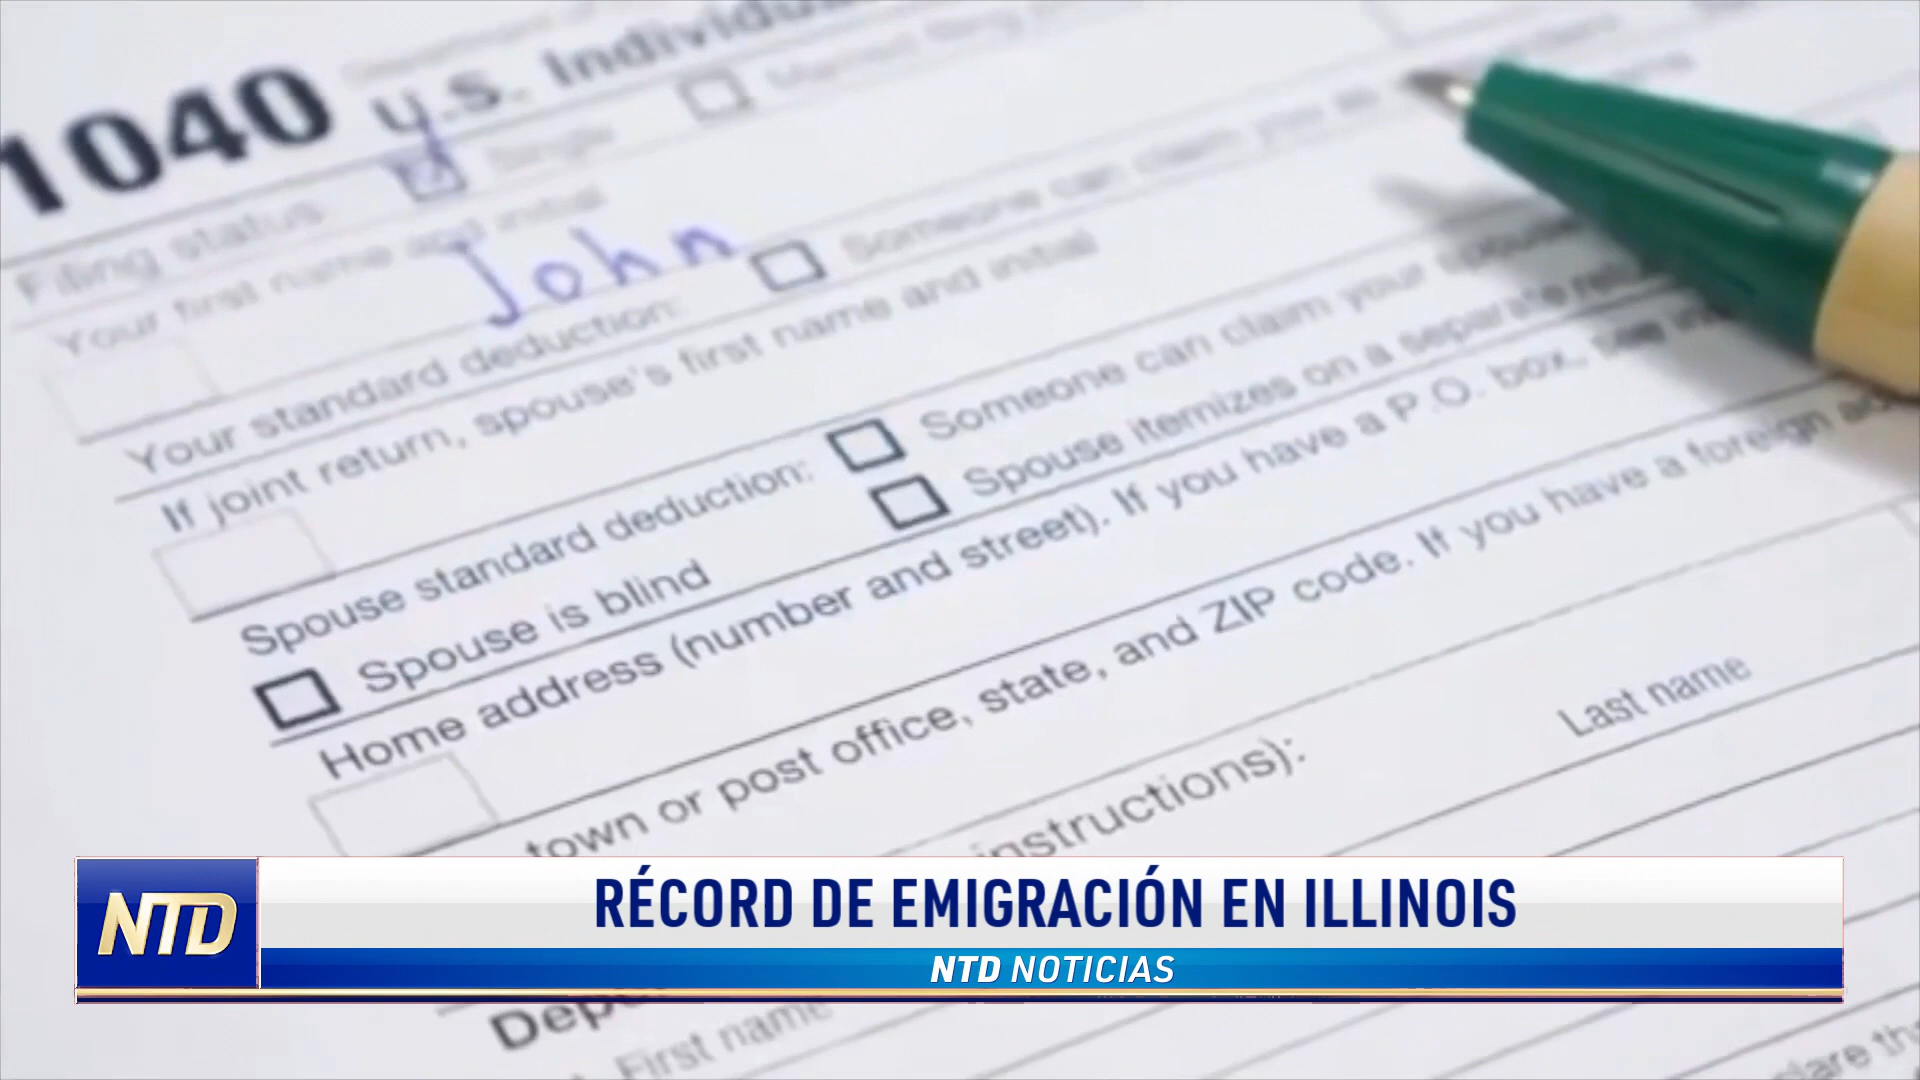 1040 U.S. Individual
Filing status: Single Married filing
Your first name and initial
John
Your standard deduction: Someone can claim you as
If joint return, spouse's first name and initial
Spouse standard deduction: Someone can claim your spouse
Spouse is blind Spouse itemizes on a separate
Home address (number and street). If you have a P.O. box, see
town or post office, state, and ZIP code. If you have a foreign
instructions):
Last name
First name
NTD
RÉCORD DE EMIGRACIÓN EN ILLINOIS
NTD NOTICIAS